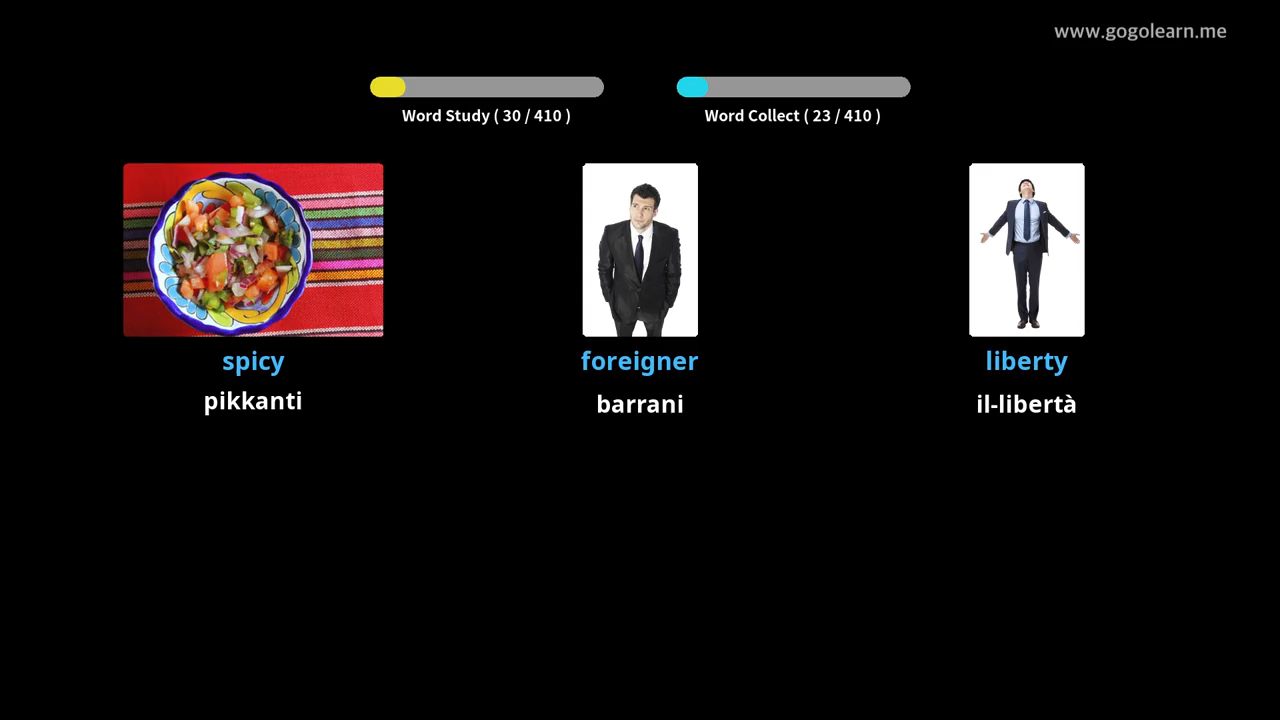 www.gogolearn.me
Word Study ( 30 / 410 )
Word Collect ( 23 / 410 )
spicy
pikkanti
foreigner
barrani
liberty
il-libertà